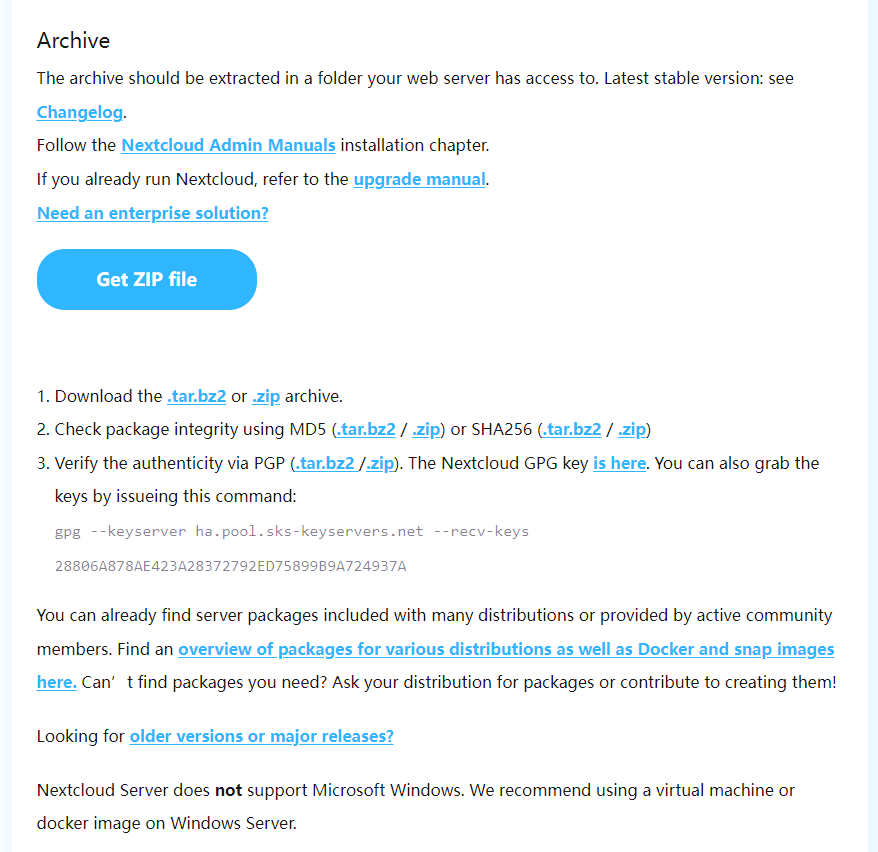 Archive
The archive should be extracted in a folder your web server has access to. Latest stable version: see
Changelog.
Follow the Nextcloud Admin Manuals installation chapter.
If you already run Nextcloud, refer to the upgrade manual.
Need an enterprise solution?
Get ZIP file
1. Download the .tar.bz2 or .zip archive.
2. Check package integrity using MD5 (.tar.bz2 / .zip) or SHA256 (.tar.bz2 / .zip)
3. Verify the authenticity via PGP (.tar.bz2 /.zip). The Nextcloud GPG key is here. You can also grab the
keys by issueing this command:
gpg --keyserver ha.pool.sks-keyservers.net --recv-keys
28806A878AE423A28372792ED75899B9A724937A
You can already find server packages included with many distributions or provided by active community
members. Find an overview of packages for various distributions as well as Docker and snap images
here. Can’t find packages you need? Ask your distribution for packages or contribute to creating them!
Looking for older versions or major releases?
Nextcloud Server does not support Microsoft Windows. We recommend using a virtual machine or
docker image on Windows Server.